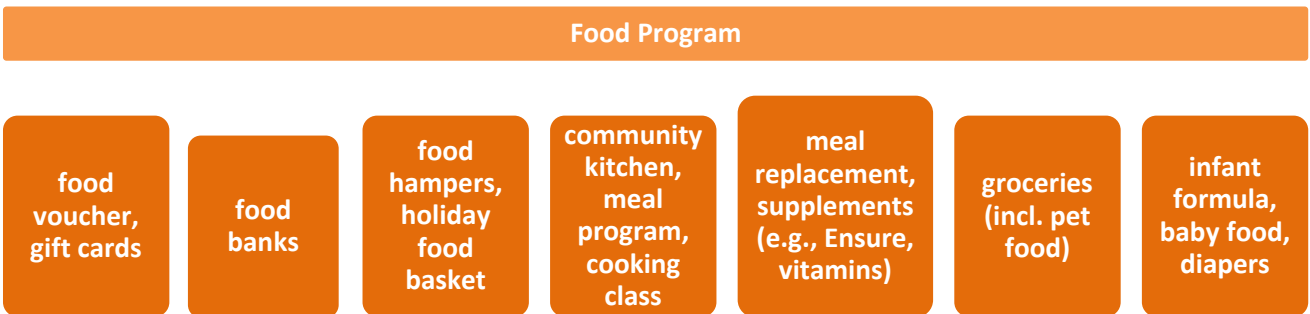 Food Program
food
voucher,
gift cards
food
banks
food
hampers,
holiday
food
basket
community
kitchen,
meal
program,
cooking
class
meal
replacement,
supplements
(e.g., Ensure,
vitamins)
groceries
(incl. pet
food)
infant
formula,
baby food,
diapers